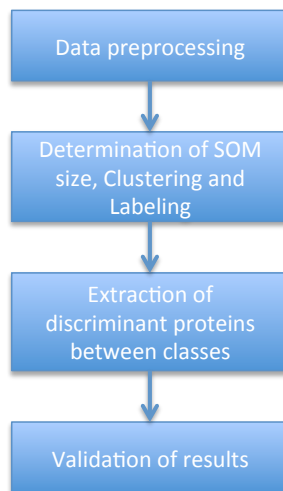 Data preprocessing
Determination of SOM
size, Clustering and
Labeling
Extraction of
discriminant proteins
between classes
Validation of results